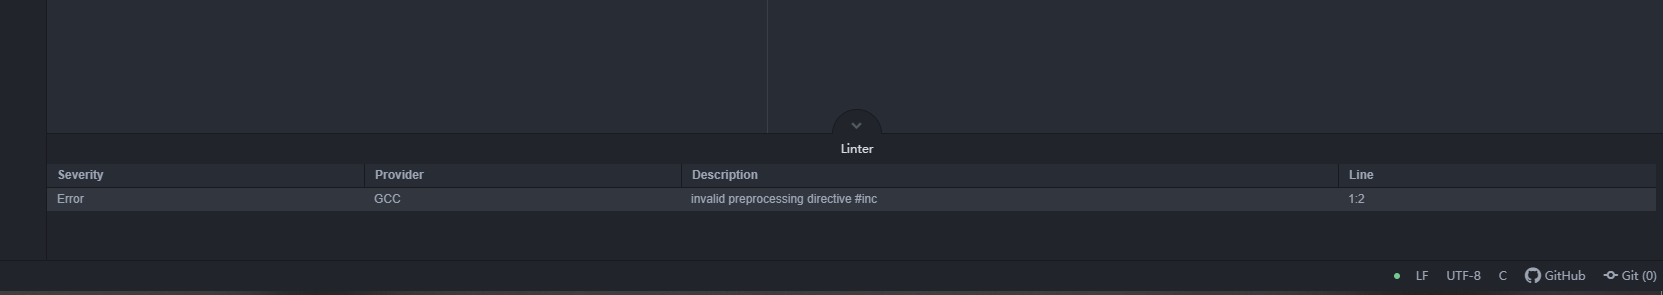 Linter
Severity Provider Description Line
Error GCC invalid preprocessing directive #inc 1:2
LF UTF-8 C GitHub Git (0)